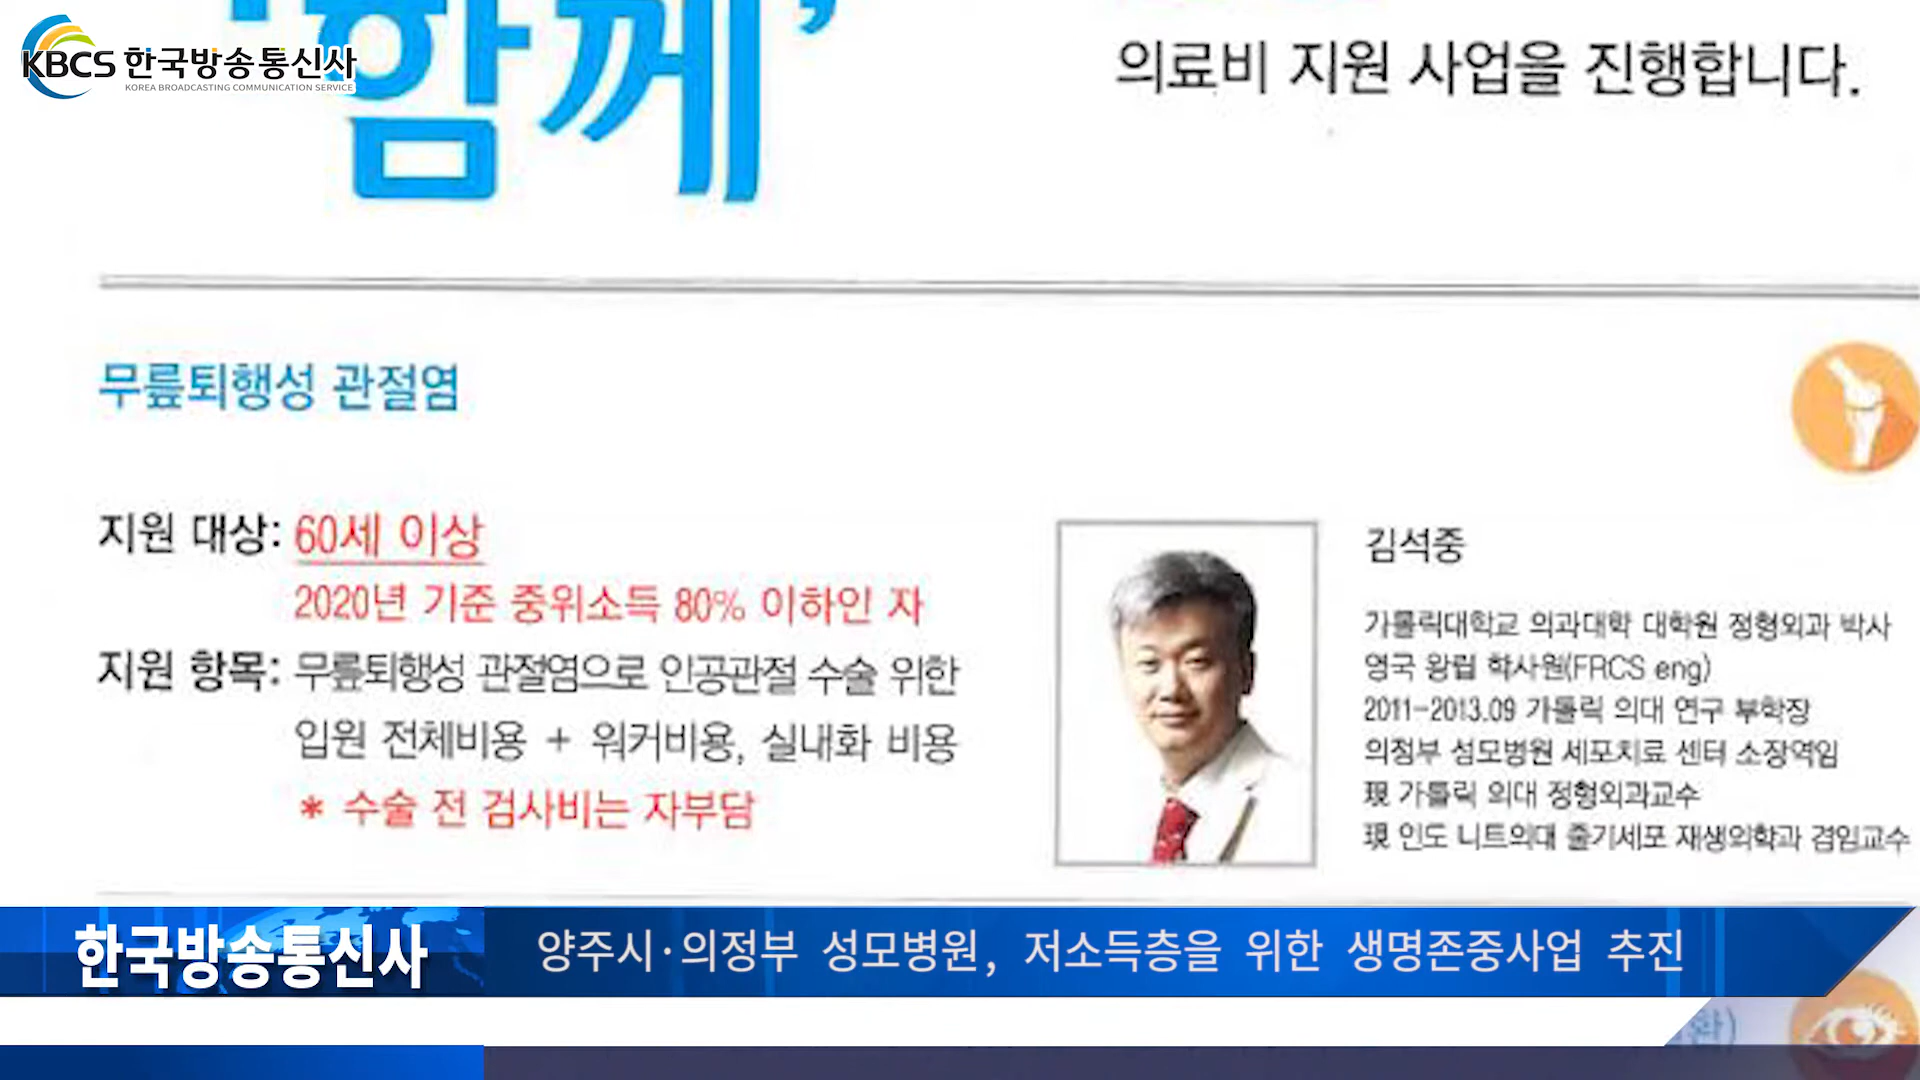 KBCS 한국방송통신사
KOREA BROADCASTING COMMUNICATION SERVICE
'함께'
의료비 지원 사업을 진행합니다.
무릎퇴행성 관절염
지원 대상: 60세 이상
2020년 기준 중위소득 80% 이하인 자
지원 항목: 무릎퇴행성 관절염으로 인공관절 수술 위한
입원 전체비용 + 워커비용, 실내화 비용
* 수술 전 검사비는 자부담
김석중
가톨릭대학교 의과대학 대학원 정형외과 박사
영국 왕립 학사원(FRCS eng)
2011-2013.09 가톨릭 의대 연구 부학장
의정부 성모병원 세포치료 센터 소장역임
現 가톨릭 의대 정형외과교수
現 인도 니트의대 줄기세포 재생의학과 겸임교수
한국방송통신사
양주시·의정부 성모병원, 저소득층을 위한 생명존중사업 추진